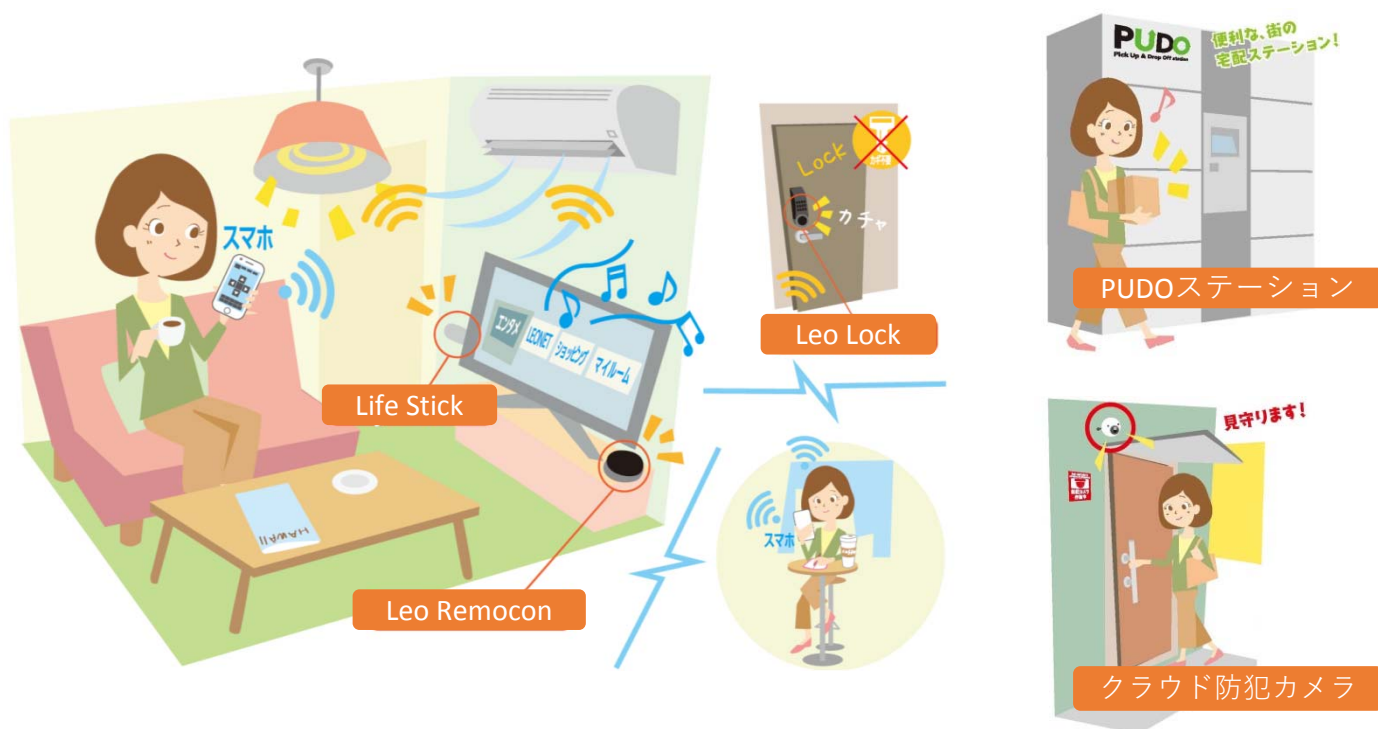 スマホ
エンタメ
LEONET
ショッピング
マイルーム
Life Stick
HAWAII
Leo Remocon
Lock
カチャ
Leo Lock
スマホ
PUDO
Pick Up & Drop Off station
便利な、街の
宅配ステーション!
PUDOステーション
見守ります!
クラウド防犯カメラ